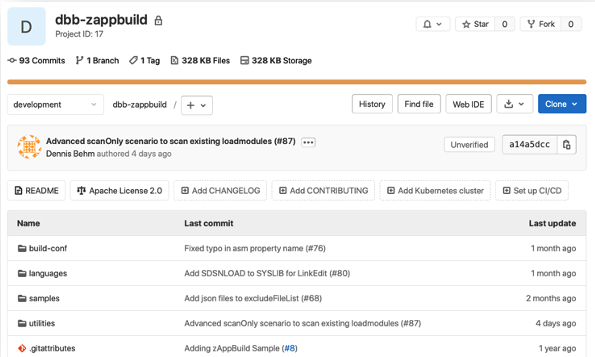 D
dbb-zappbuild
Project ID: 17
Star 0
Fork 0
93 Commits 1 Branch 1 Tag 328 KB Files 328 KB Storage
development dbb-zappbuild / + History Find file Web IDE Clone
Advanced scanOnly scenario to scan existing loadmodules (#87) •••
Dennis Behm authored 4 days ago
Unverified a14a5dcc
README Apache License 2.0 Add CHANGELOG Add CONTRIBUTING Add Kubernetes cluster Set up CI/CD
Name Last commit Last update
build-conf Fixed typo in asm property name (#76) 1 month ago
languages Add SDSNLOAD to SYSLIB for LinkEdit (#80) 1 month ago
samples Add json files to excludeFileList (#68) 2 months ago
utilities Advanced scanOnly scenario to scan existing loadmodules (#87) 4 days ago
.gitattributes Adding zAppBuild Sample (#8) 1 year ago